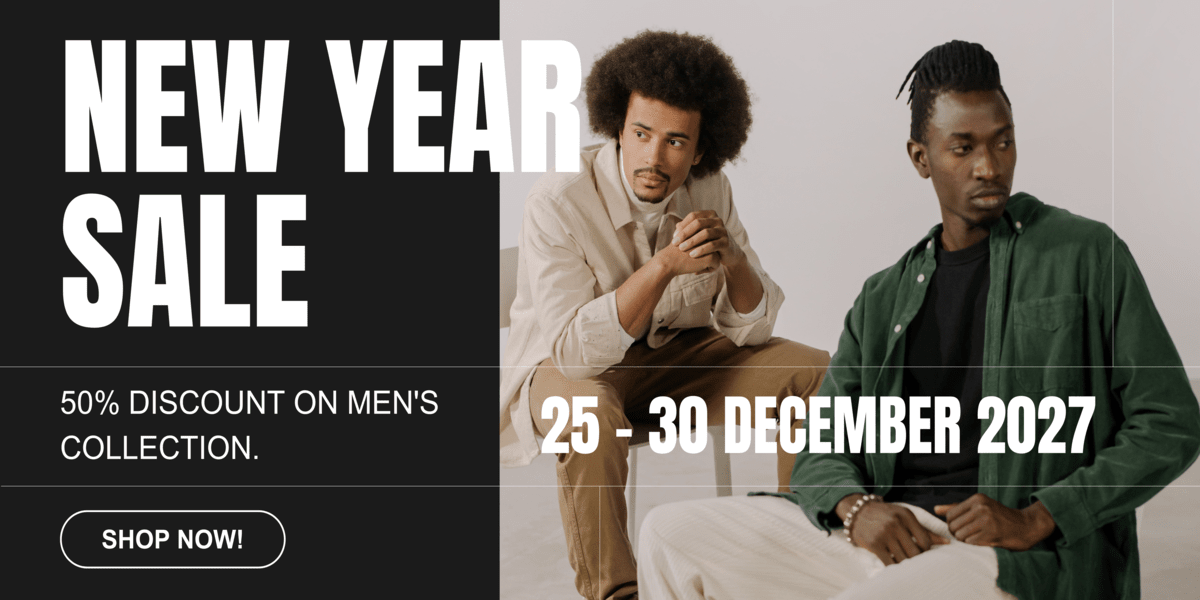 NEW YEAR
SALE
50% DISCOUNT ON MEN'S
COLLECTION.
25 - 30 DECEMBER 2027
SHOP NOW!